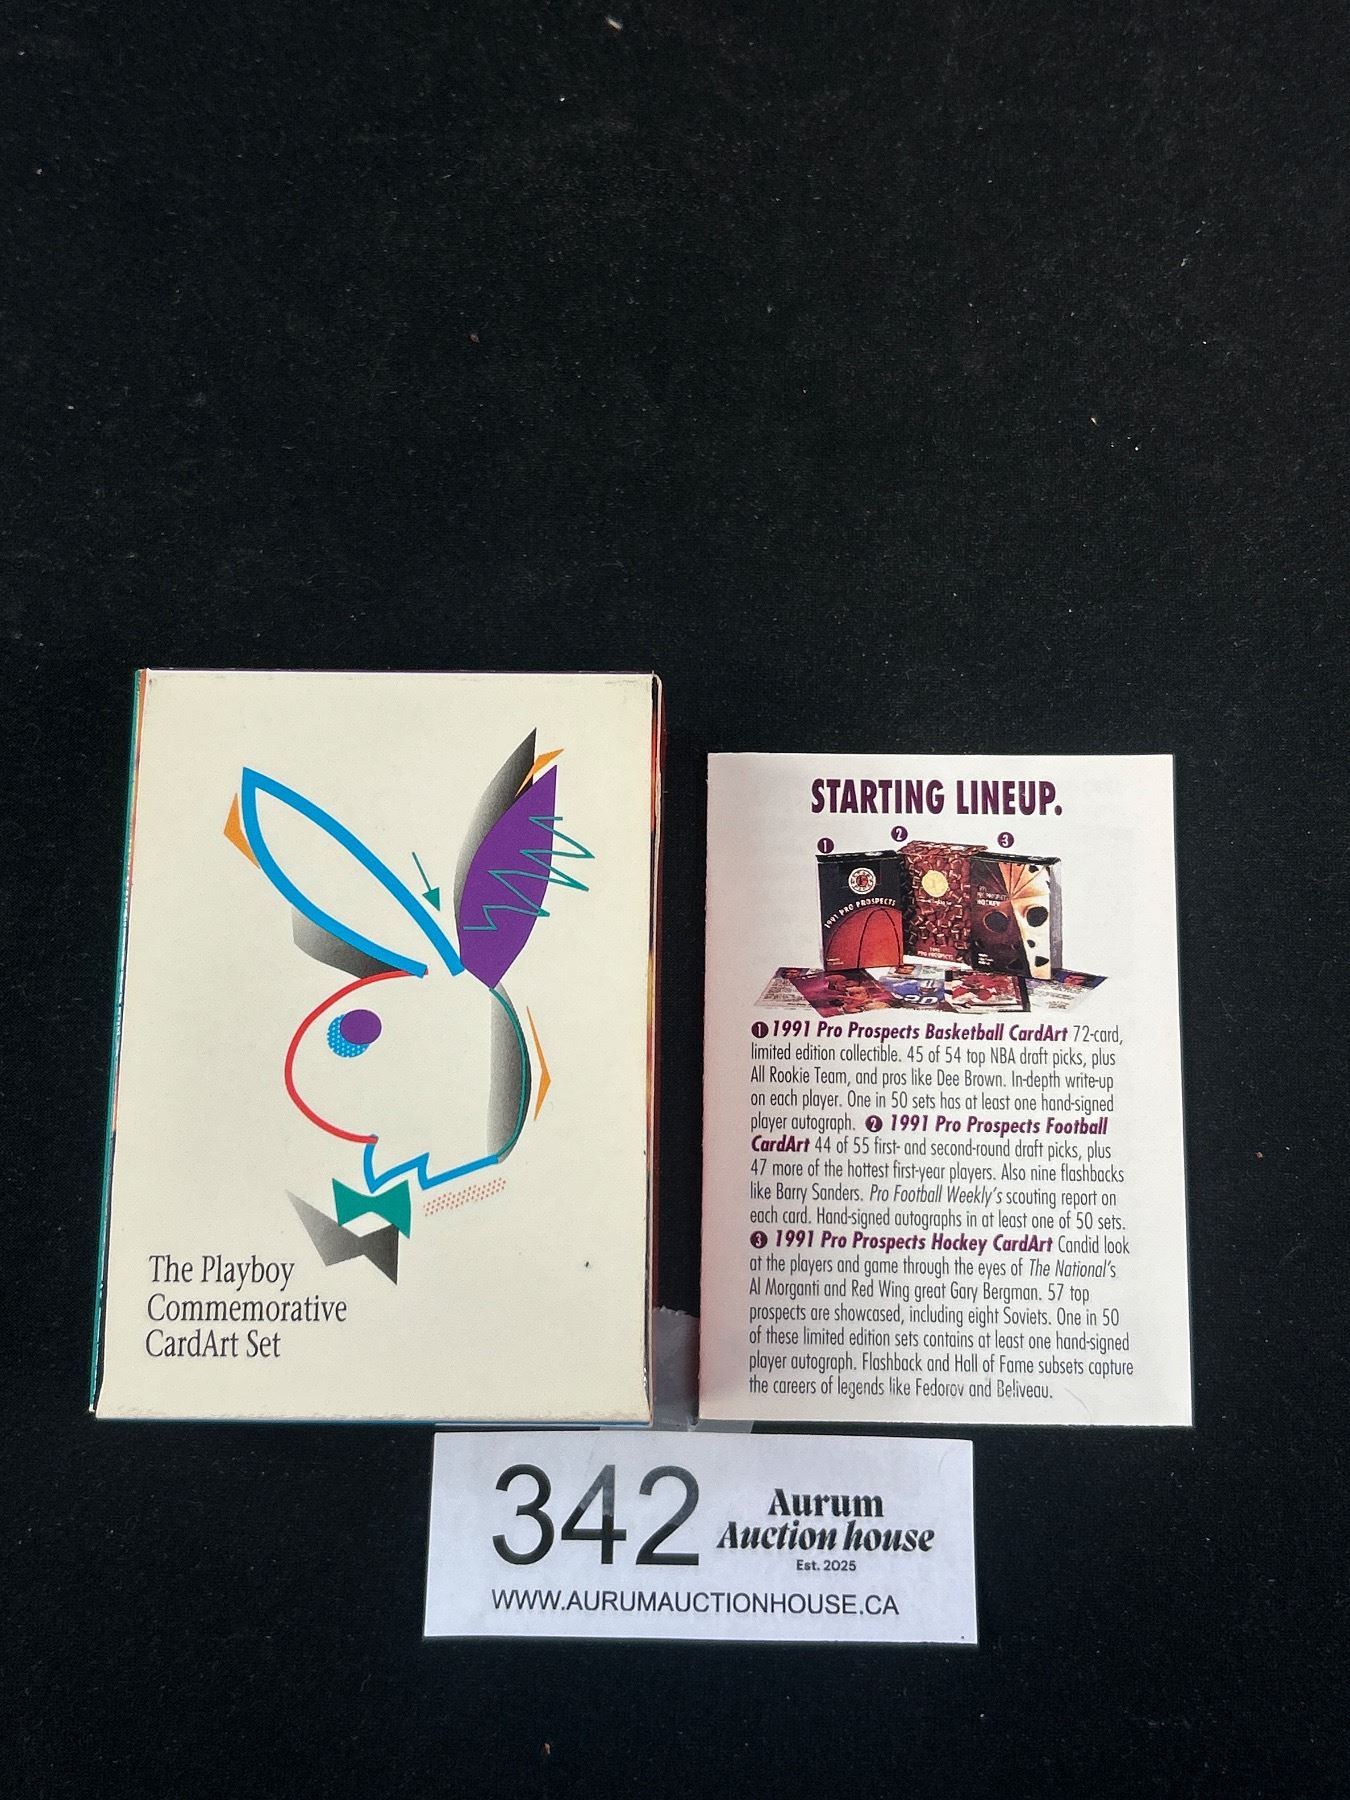 The Playboy
Commemorative
CardArt Set
STARTING LINEUP.
1
2
3
1991 PRO PROSPECTS
❶ 1991 Pro Prospects Basketball CardArt 72-card,
limited edition collectible. 45 of 54 top NBA draft picks, plus
All Rookie Team, and pros like Dee Brown. In-depth write-up
on each player. One in 50 sets has at least one hand-signed
player autograph. ❷ 1991 Pro Prospects Football
CardArt 44 of 55 first- and second-round draft picks, plus
47 more of the hottest first-year players. Also nine flashbacks
like Barry Sanders. Pro Football Weekly's scouting report on
each card. Hand-signed autographs in at least one of 50 sets.
❸ 1991 Pro Prospects Hockey CardArt Candid look
at the players and game through the eyes of The National's
Al Morganti and Red Wing great Gary Bergman. 57 top
prospects are showcased, including eight Soviets. One in 50
of these limited edition sets contains at least one hand-signed
player autograph. Flashback and Hall of Fame subsets capture
the careers of legends like Fedorov and Beliveau.
342
Aurum
Auction house
Est. 2025
WWW.AURUMAUCTIONHOUSE.CA